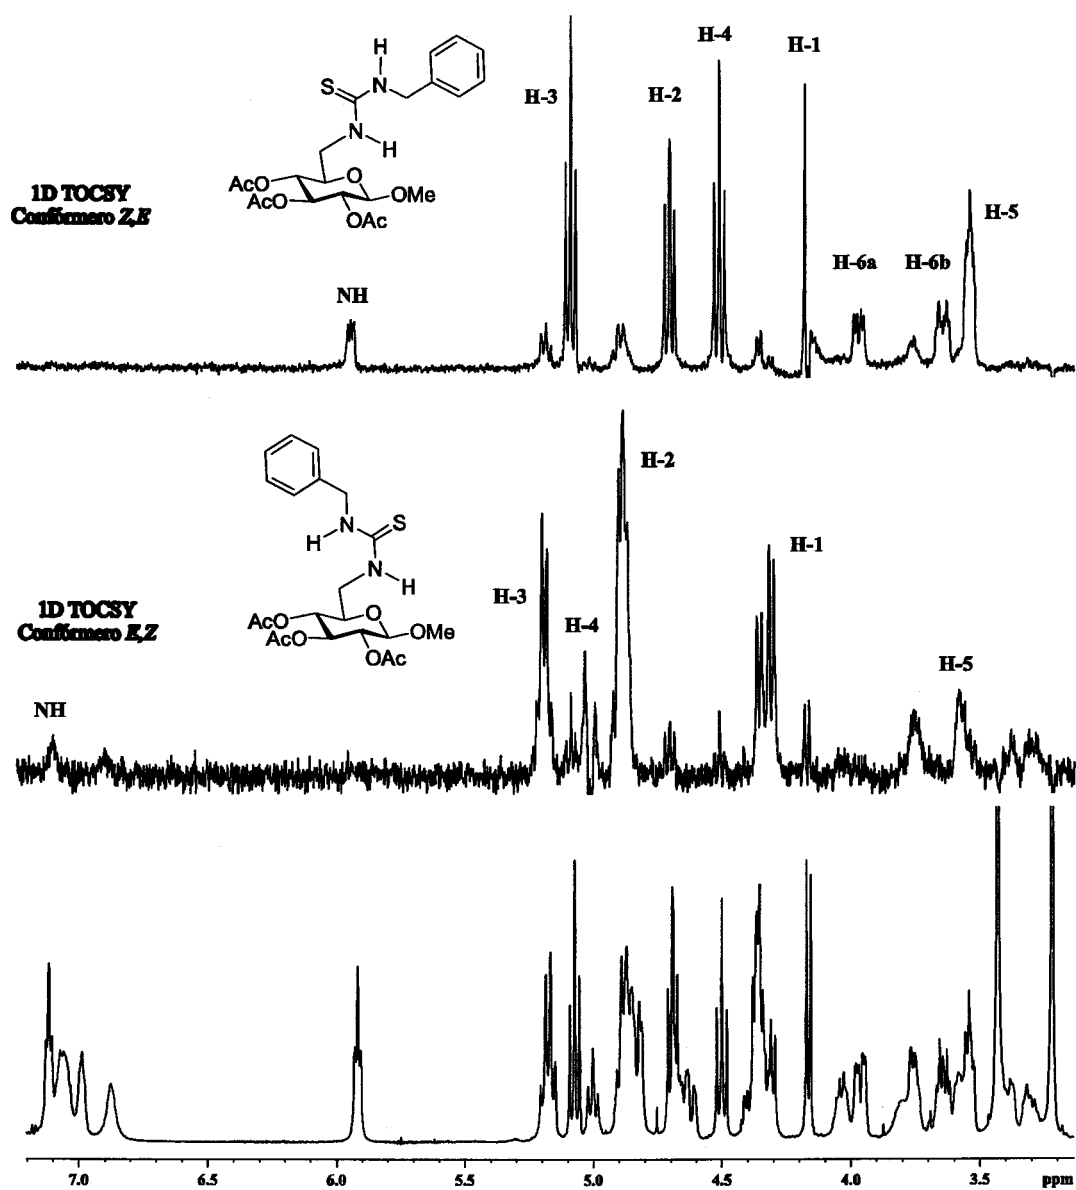 H
S
N
N
H
AcO
AcO
O
OMe
OAc
1D TOCSY
Confórmero Z,E
NH
H-3
H-2
H-4
H-1
H-6a
H-6b
H-5
H
N
S
N
H
AcO
AcO
O
OMe
OAc
1D TOCSY
Confórmero E,Z
NH
H-3
H-4
H-2
H-1
H-5
7.0 6.5 6.0 5.5 5.0 4.5 4.0 3.5 ppm